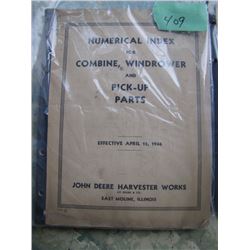 409
NUMERICAL INDEX
FOR
COMBINE, WINDROWER
AND
PICK-UP
PARTS
EFFECTIVE APRIL 15, 1946
JOHN DEERE HARVESTER WORKS
EAST MOLINE, ILLINOIS